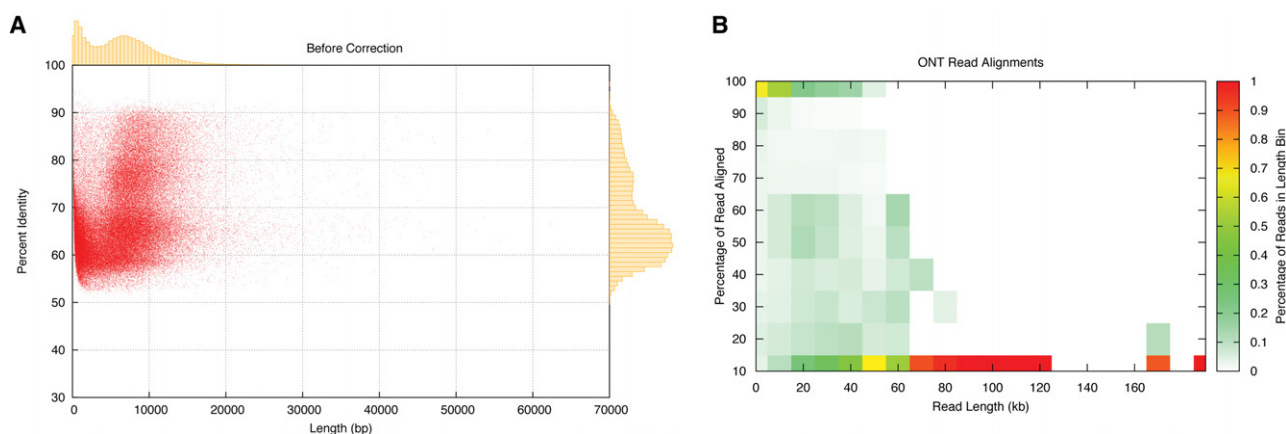 A
Before Correction
100
90
80
70
60
50
40
30
Percent Identity
0 10000 20000 30000 40000 50000 60000 70000
Length (bp)
B
ONT Read Alignments
100
90
80
70
60
50
40
30
20
10
Percentage of Read Aligned
0 20 40 60 80 100 120 140 160
Read Length (kb)
1
0.9
0.8
0.7
0.6
0.5
0.4
0.3
0.2
0.1
0
Percentage of Reads in Length Bin